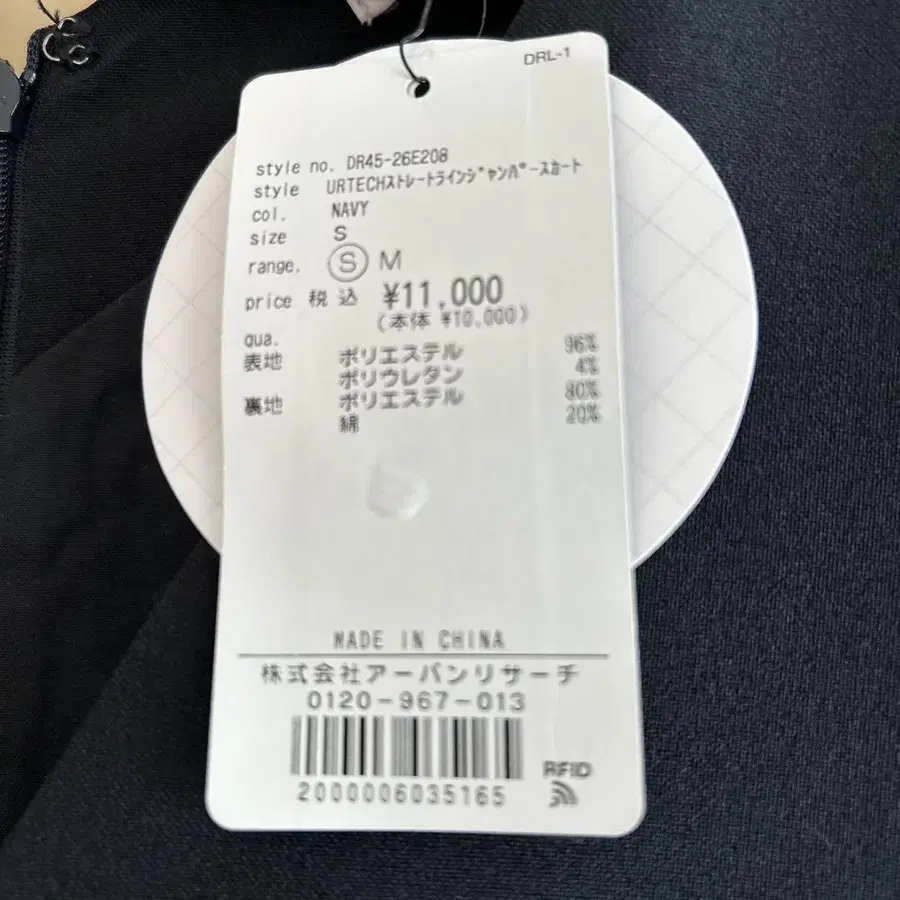 DRL-1
style no. DR45-26E208
style URTECHストレートラインジャンパースカート
col. NAVY
size S
range. S M
price 税込 ¥11,000
(本体 ¥10,000)
qua.
表地 ポリエステル 96%
ポリウレタン 4%
裏地 ポリエステル 80%
綿 20%
MADE IN CHINA
株式会社アーバンリサーチ
0120-967-013
RFID
2000006035165